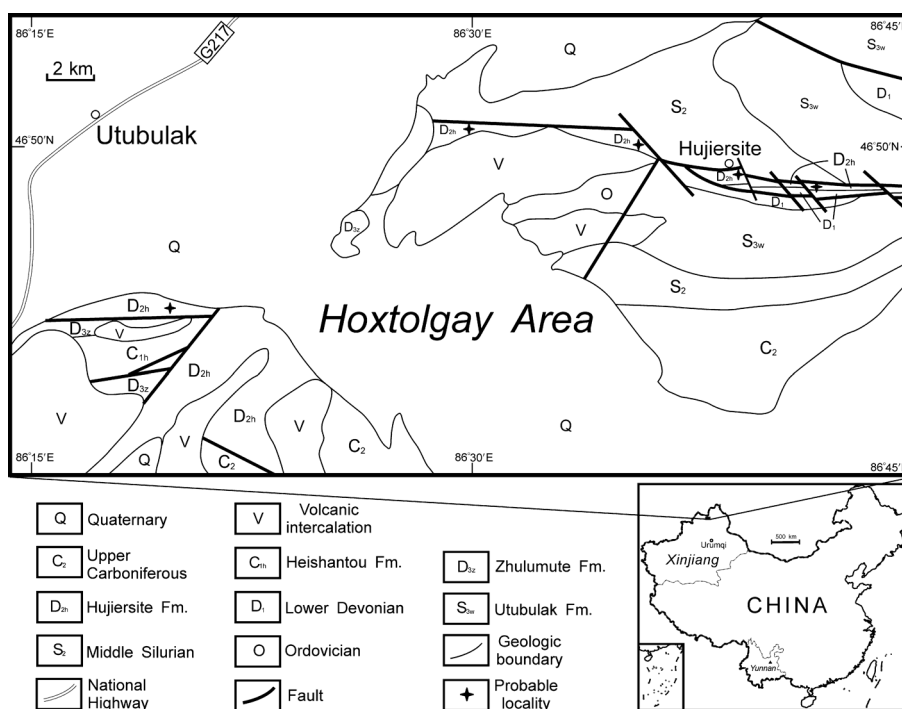 86°15′E
86°30′E
86°45′E
G217
Q
S₃w
2 km
D₁
S₂
S₃w
Utubulak
46°50′N
D₂h
D₂h
Hujiersite
D₂h
46°50′N
V
D₂h
O
D₁
D₁
D₃z
V
S₃w
Q
S₂
D₂h
Hoxtolgay Area
D₃z
V
C₂
C₁h
D₂h
D₃z
D₂h
V
V
V
Q
C₂
Q
C₂
86°15′E
86°30′E
86°45′E
Q Quaternary
V Volcanic
intercalation
C₂ Upper
Carboniferous
C₁h Heishantou Fm.
D₃z Zhulumute Fm.
D₂h Hujiersite Fm.
D₁ Lower Devonian
S₃w Utubulak Fm.
S₂ Middle Silurian
O Ordovician
Geologic
boundary
National
Highway
Fault
Probable
locality
Urumqi
500 km
Xinjiang
CHINA
Yunnan